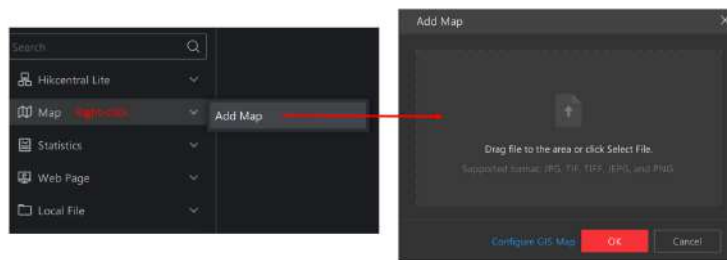 Search
Hikcentral Lite
Map Right-click
Add Map
Statistics
Web Page
Local File
Add Map
Drag file to the area or click Select File.
Supported format: JPG, TIF, TIFF, JEPG, and PNG
Configure GIS Map
OK
Cancel